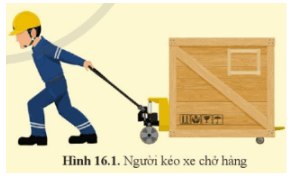 Hình 16.1. Người kéo xe chở hàng